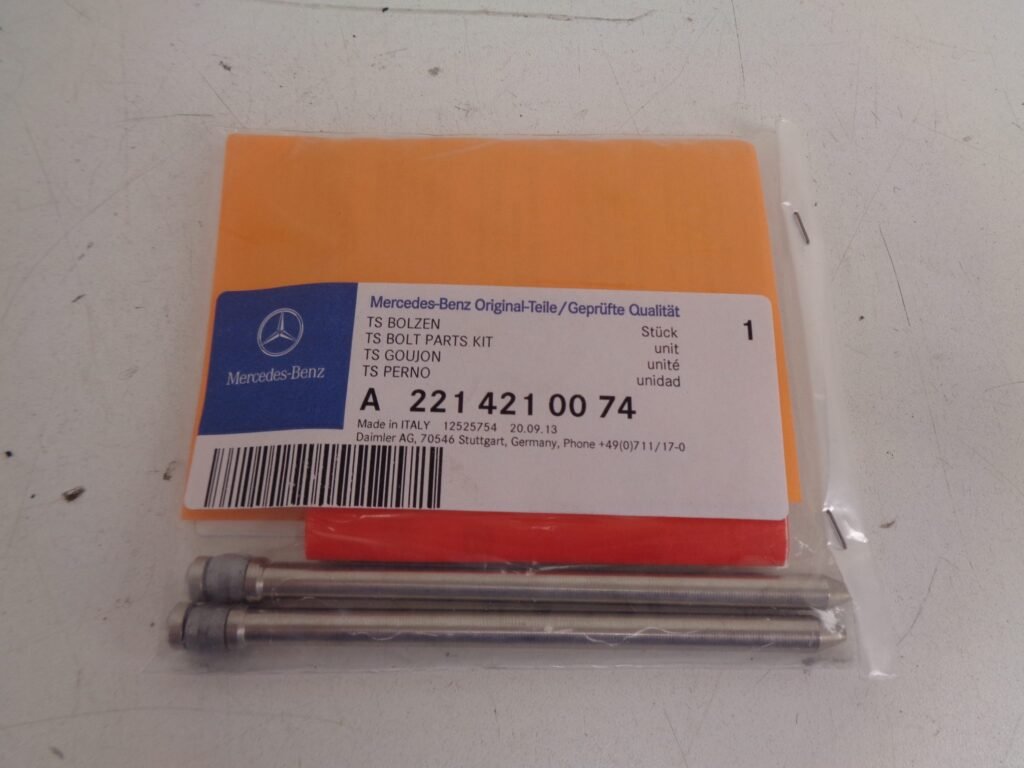 Mercedes-Benz
Mercedes-Benz Original-Teile/Geprüfte Qualität
TS BOLZEN
TS BOLT PARTS KIT
TS GOUJON
TS PERNO
Stück
unit
unité
unidad
1
A 221 421 00 74
Made in ITALY 12525754 20.09.13
Daimler AG, 70546 Stuttgart, Germany, Phone +49(0)711/17-0